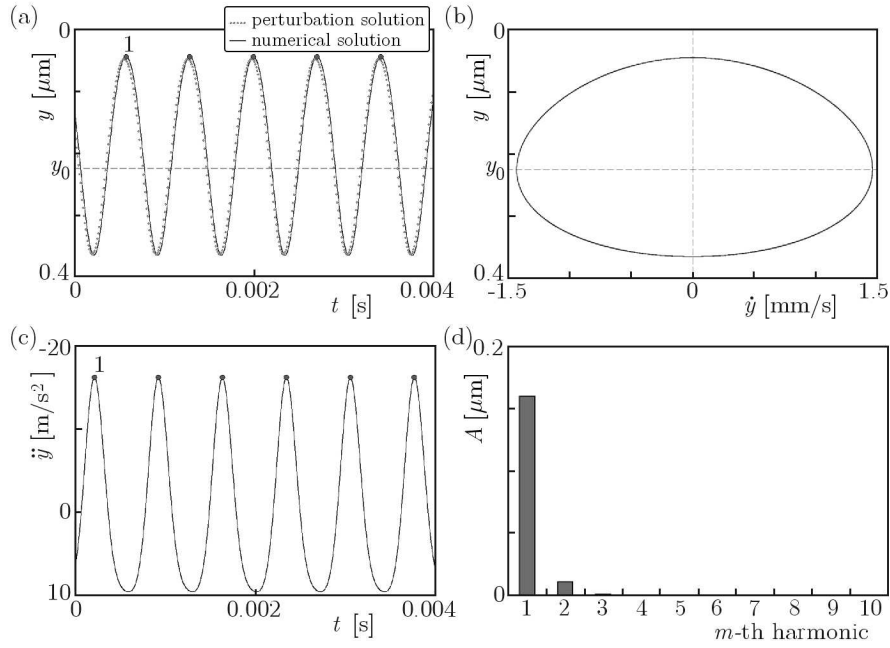 (a)
perturbation solution
numerical solution
1
0
y [μm]
y₀
0.4
0
0.002
0.004
t [s]
(b)
0
y [μm]
y₀
0.4
-1.5
0
1.5
ẏ [mm/s]
(c)
-20
1
ÿ [m/s²]
0
10
0
0.002
0.004
t [s]
(d)
0.2
A [μm]
0
1 2 3 4 5 6 7 8 9 10
m-th harmonic